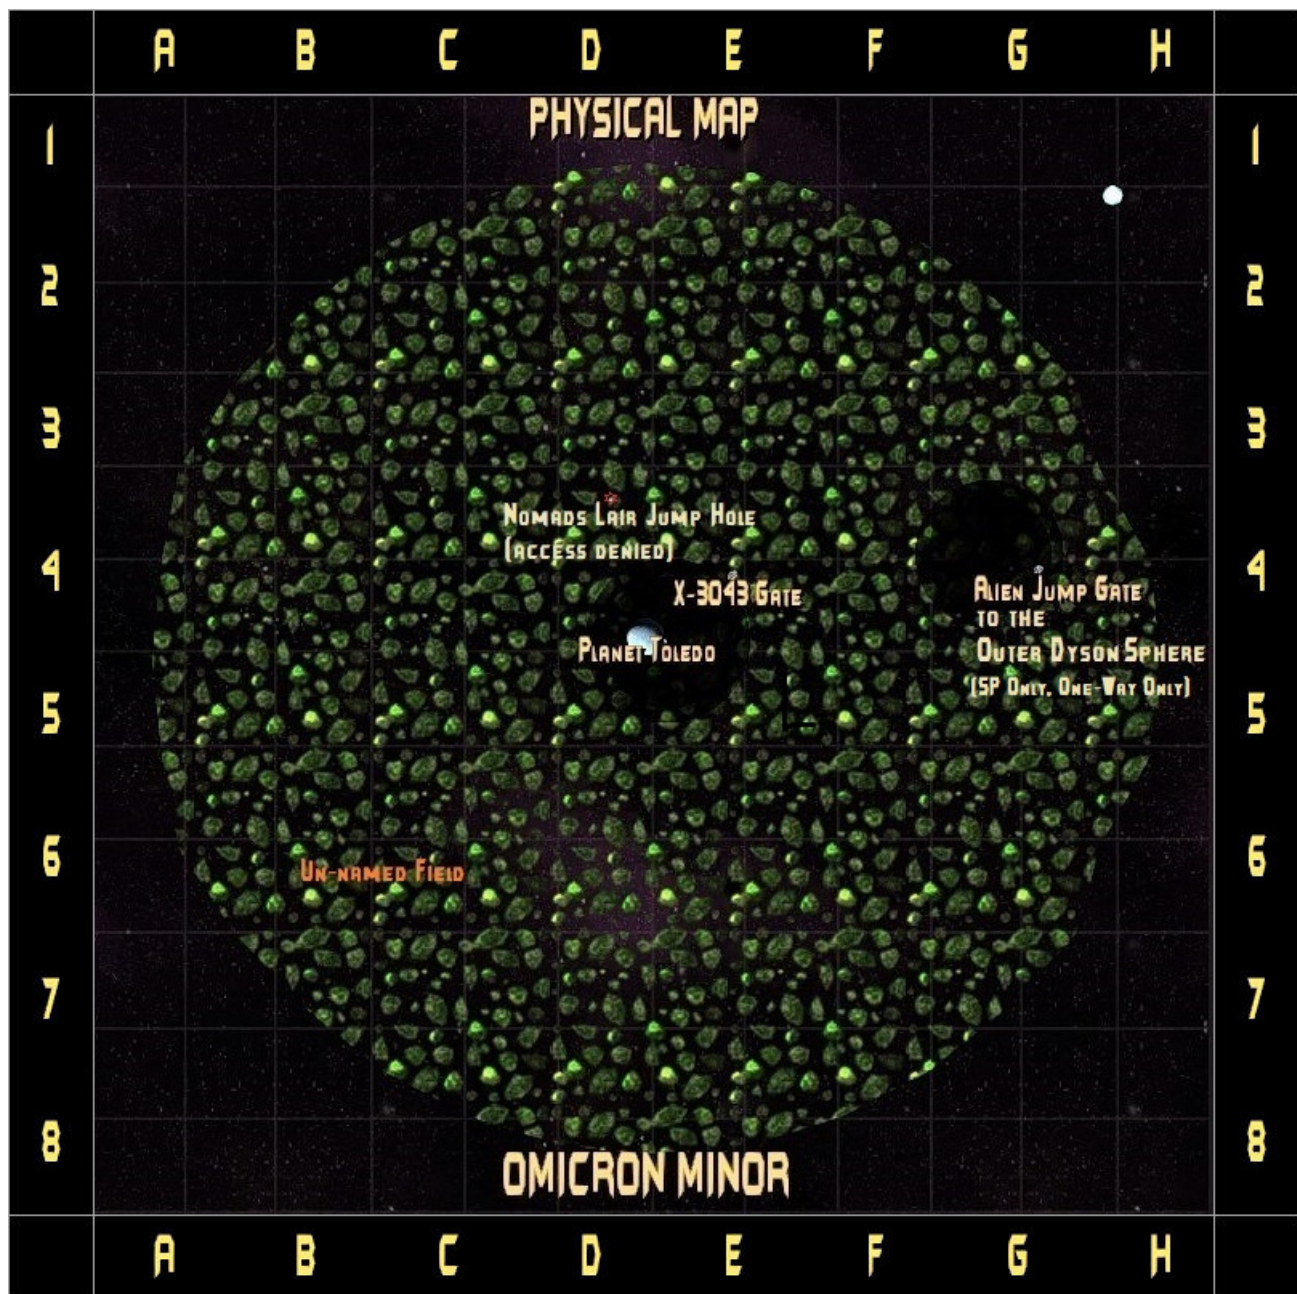 A B C D E F G H
PHYSICAL MAP
1 1
2 2
3 3
Nomads Lair Jump Hole
(access denied)
4 4
X-3043 Gate
Alien Jump Gate
to the
Planet Toledo
Outer Dyson Sphere
(SP Only, One-Way Only)
5 5
6 6
Un-named Field
7 7
8 8
OMICRON MINOR
A B C D E F G H